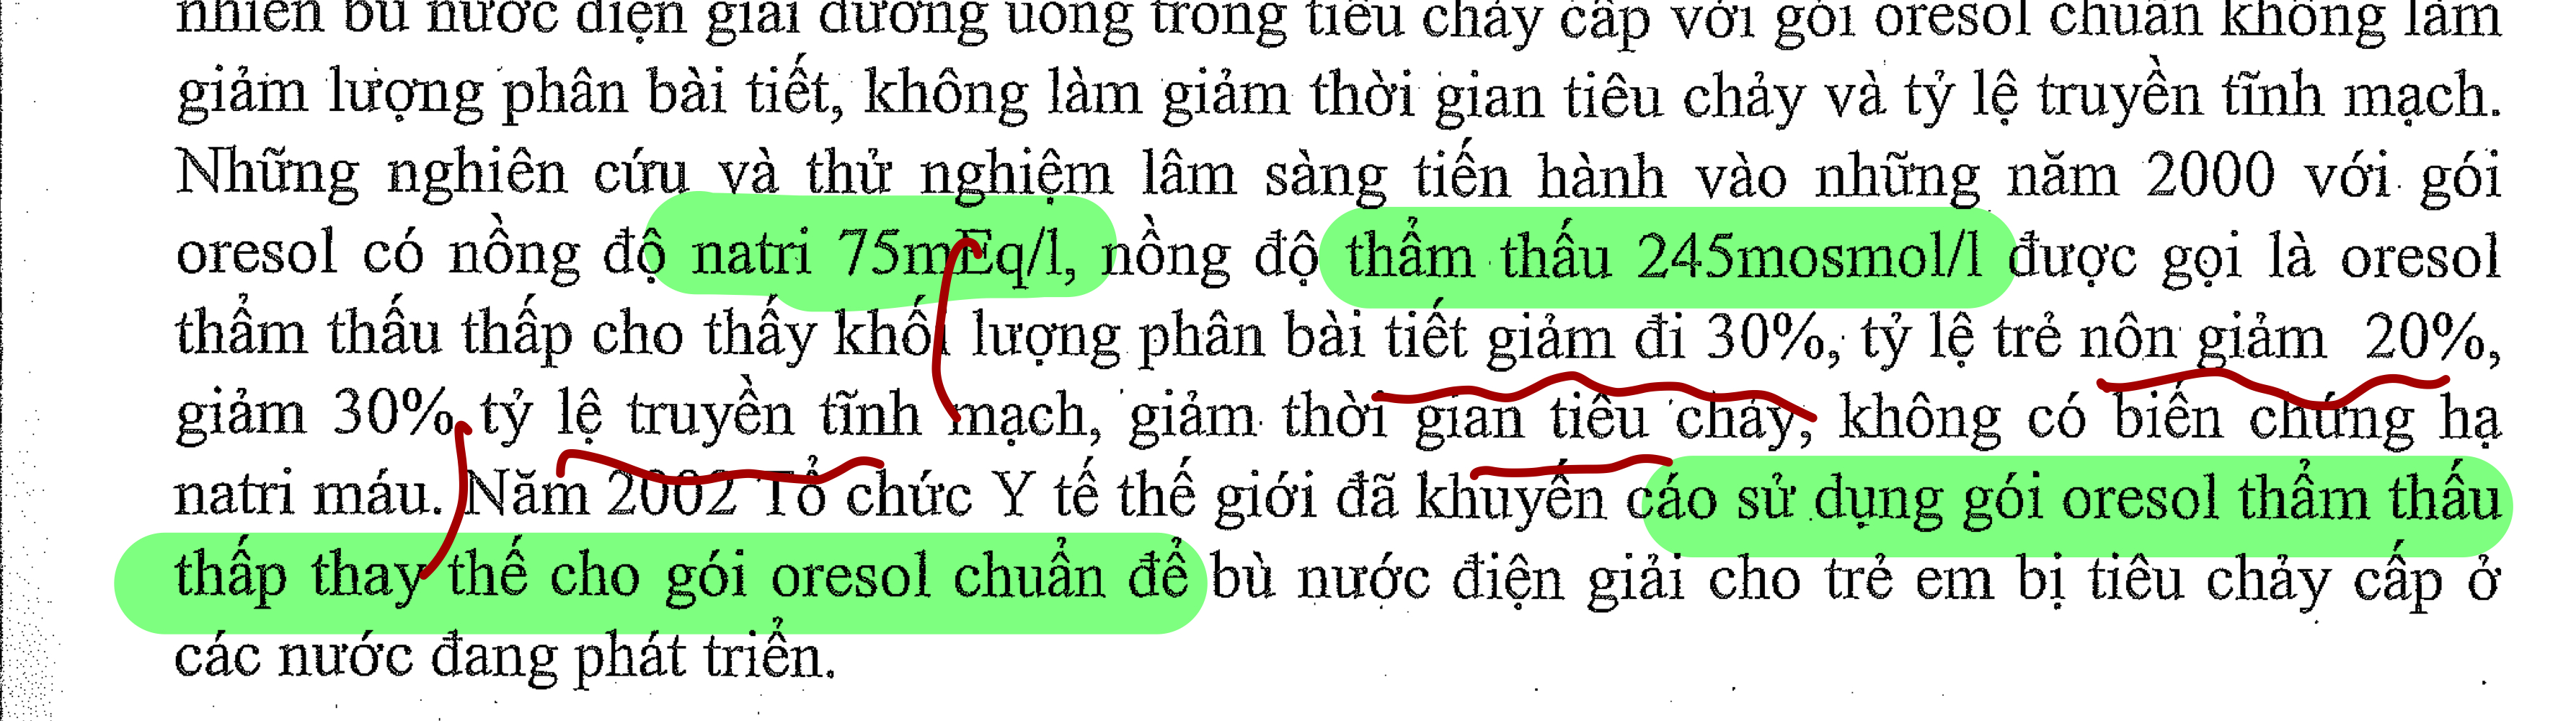 nhiên bù nước điện giải đường uống trong tiêu chảy cấp với gói oresol chuẩn không làm
giảm lượng phân bài tiết, không làm giảm thời gian tiêu chảy và tỷ lệ truyền tĩnh mạch.
Những nghiên cứu và thử nghiệm lâm sàng tiến hành vào những năm 2000 với gói
oresol có nồng độ natri 75mEq/l, nồng độ thẩm thấu 245mosmol/l được gọi là oresol
thẩm thấu thấp cho thấy khối lượng phân bài tiết giảm đi 30%, tỷ lệ trẻ nôn giảm 20%,
giảm 30% tỷ lệ truyền tĩnh mạch, giảm thời gian tiêu chảy, không có biến chứng hạ
natri máu. Năm 2002 Tổ chức Y tế thế giới đã khuyến cáo sử dụng gói oresol thẩm thấu
thấp thay thế cho gói oresol chuẩn để bù nước điện giải cho trẻ em bị tiêu chảy cấp ở
các nước đang phát triển.